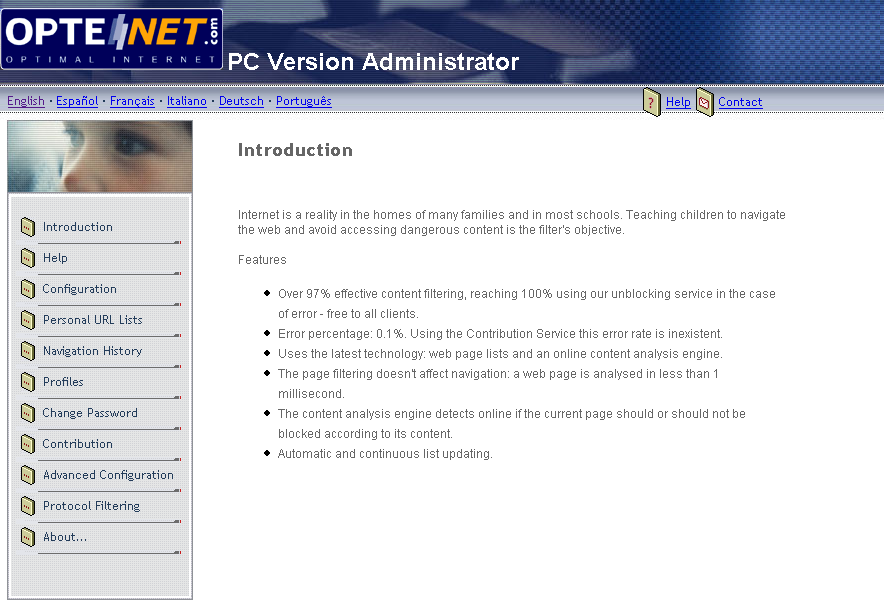 OPTENET.com
OPTIMAL INTERNET
PC Version Administrator
English · Español · Français · Italiano · Deutsch · Português
Help Contact
Introduction
Help
Configuration
Personal URL Lists
Navigation History
Profiles
Change Password
Contribution
Advanced Configuration
Protocol Filtering
About...
Introduction
Internet is a reality in the homes of many families and in most schools. Teaching children to navigate
the web and avoid accessing dangerous content is the filter's objective.
Features
Over 97% effective content filtering, reaching 100% using our unblocking service in the case
of error - free to all clients.
Error percentage: 0.1%. Using the Contribution Service this error rate is inexistent.
Uses the latest technology: web page lists and an online content analysis engine.
The page filtering doesn't affect navigation: a web page is analysed in less than 1
millisecond.
The content analysis engine detects online if the current page should or should not be
blocked according to its content.
Automatic and continuous list updating.